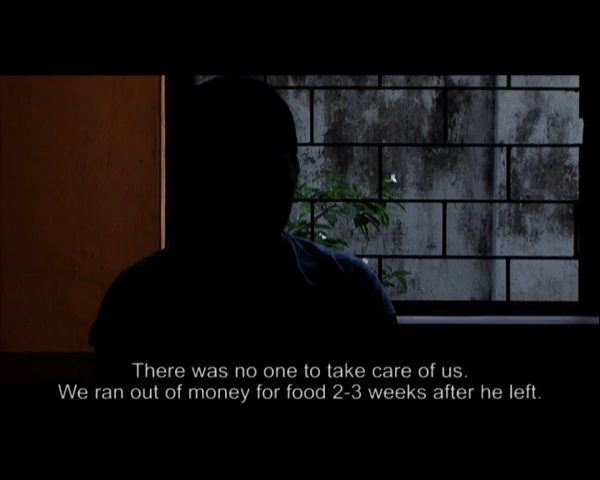 There was no one to take care of us.
We ran out of money for food 2-3 weeks after he left.